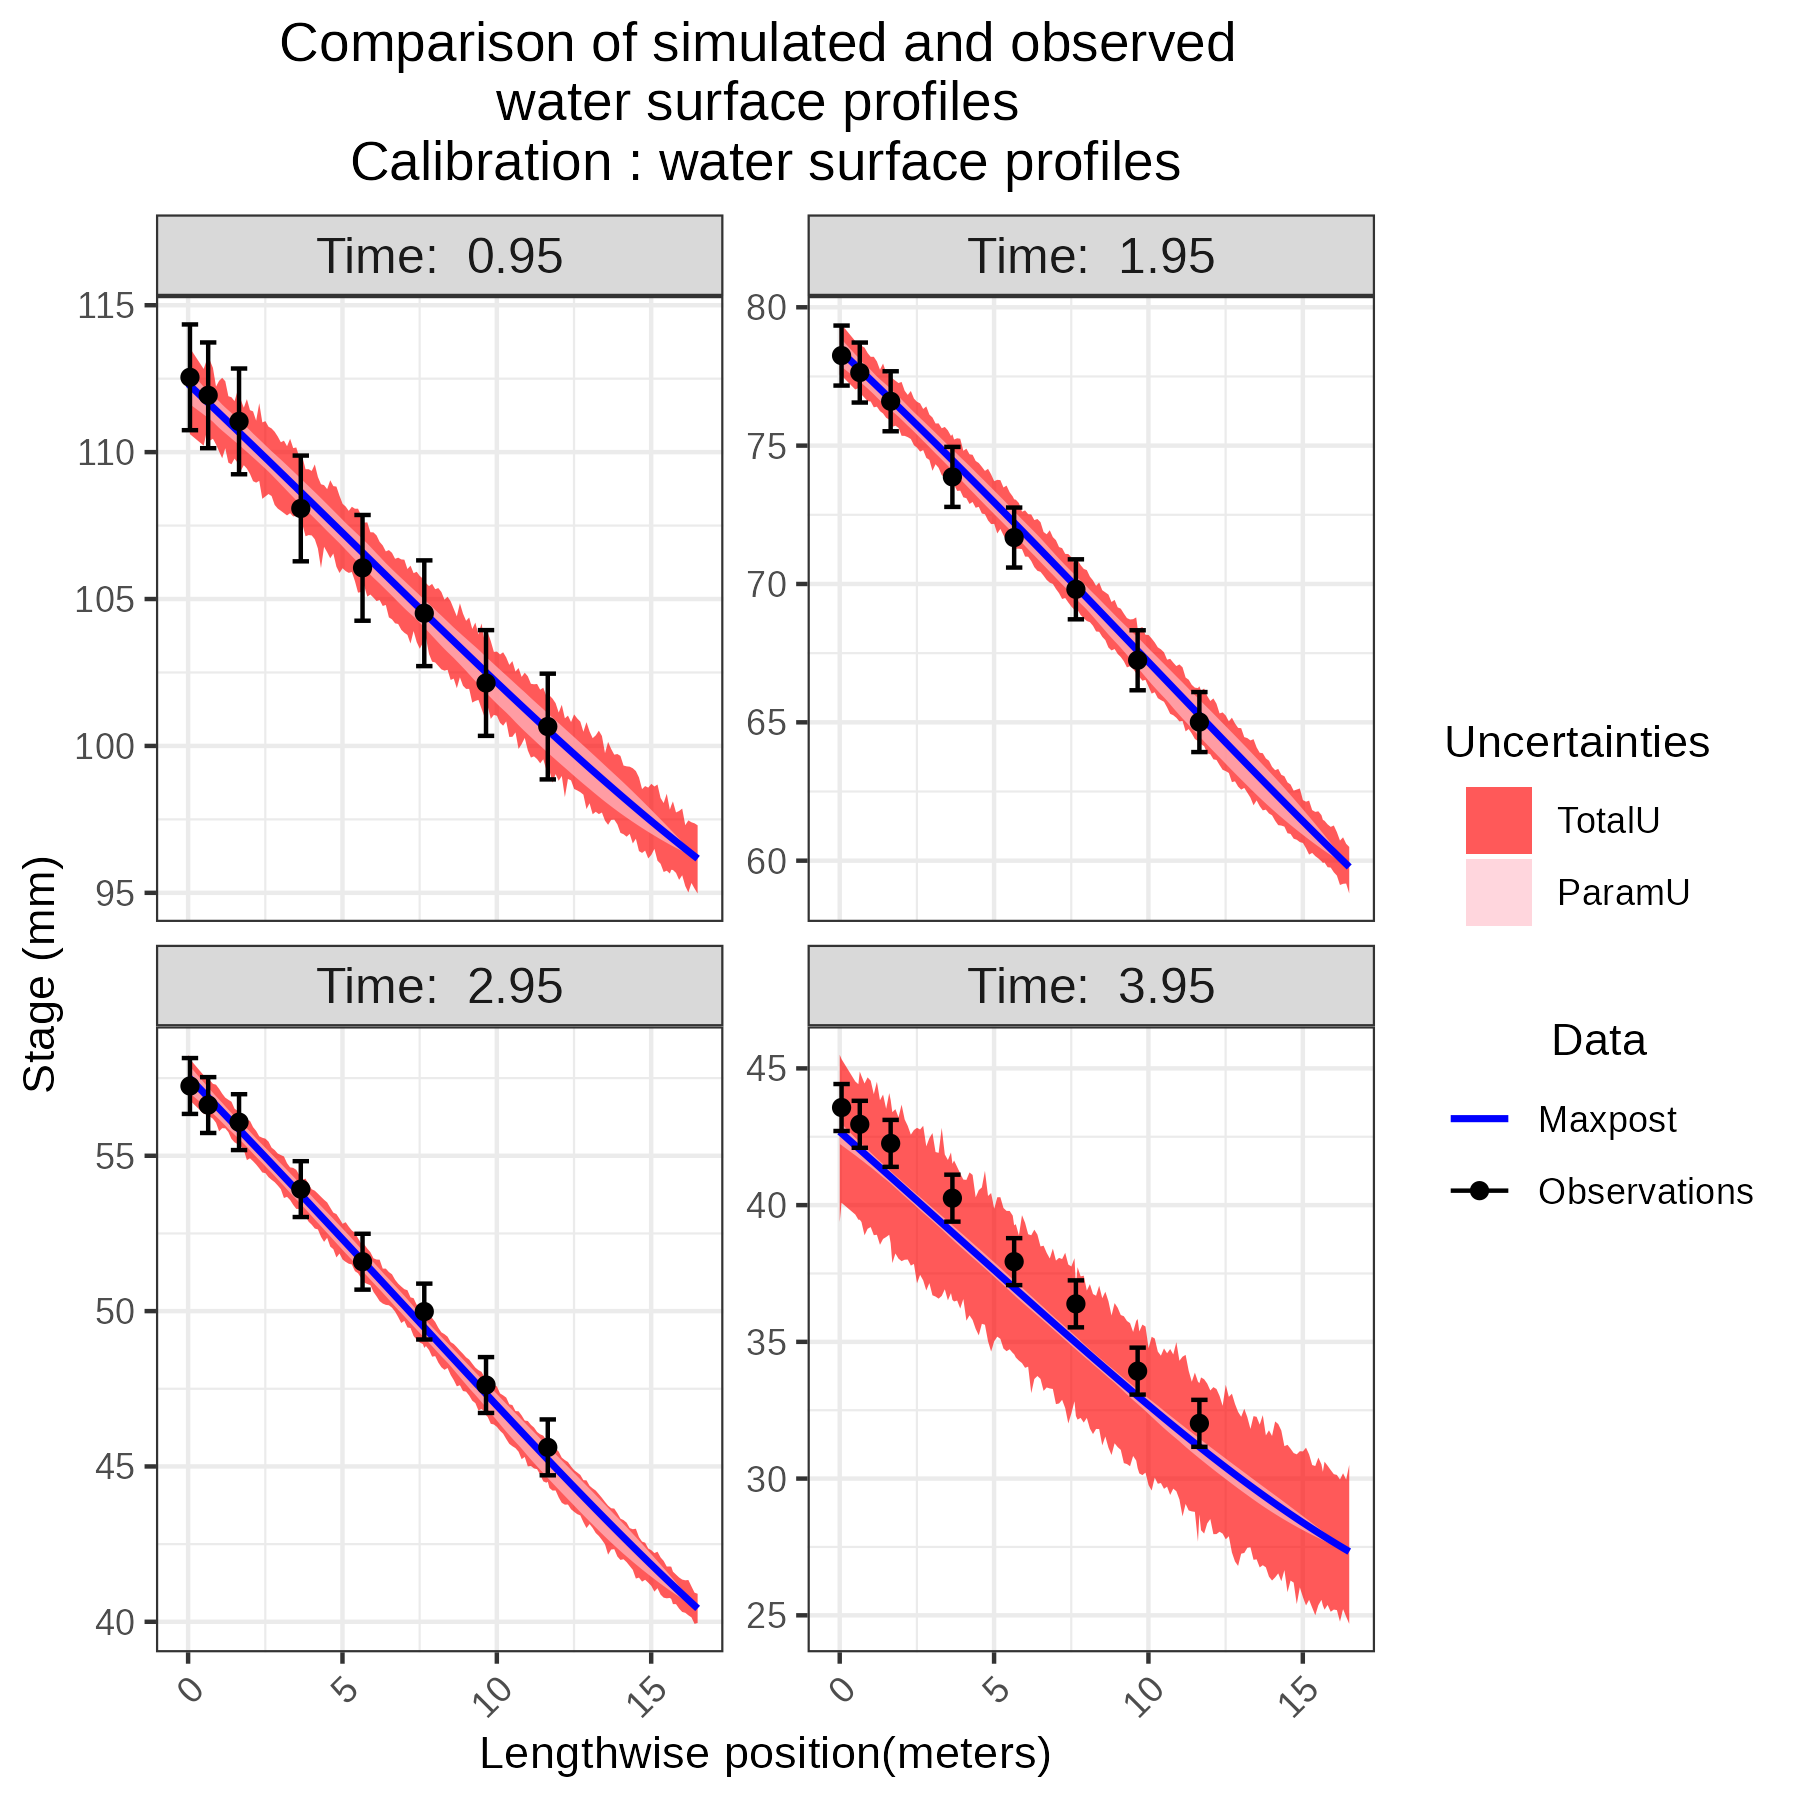 Comparison of simulated and observed
water surface profiles
Calibration : water surface profiles
Time: 0.95
Time: 1.95
115
110
105
100
95
80
75
70
65
60
Time: 2.95
Time: 3.95
55
50
45
40
45
40
35
30
25
0 5 10 15
0 5 10 15
Stage (mm)
Lengthwise position(meters)
Uncertainties
TotalU
ParamU
Data
Maxpost
Observations